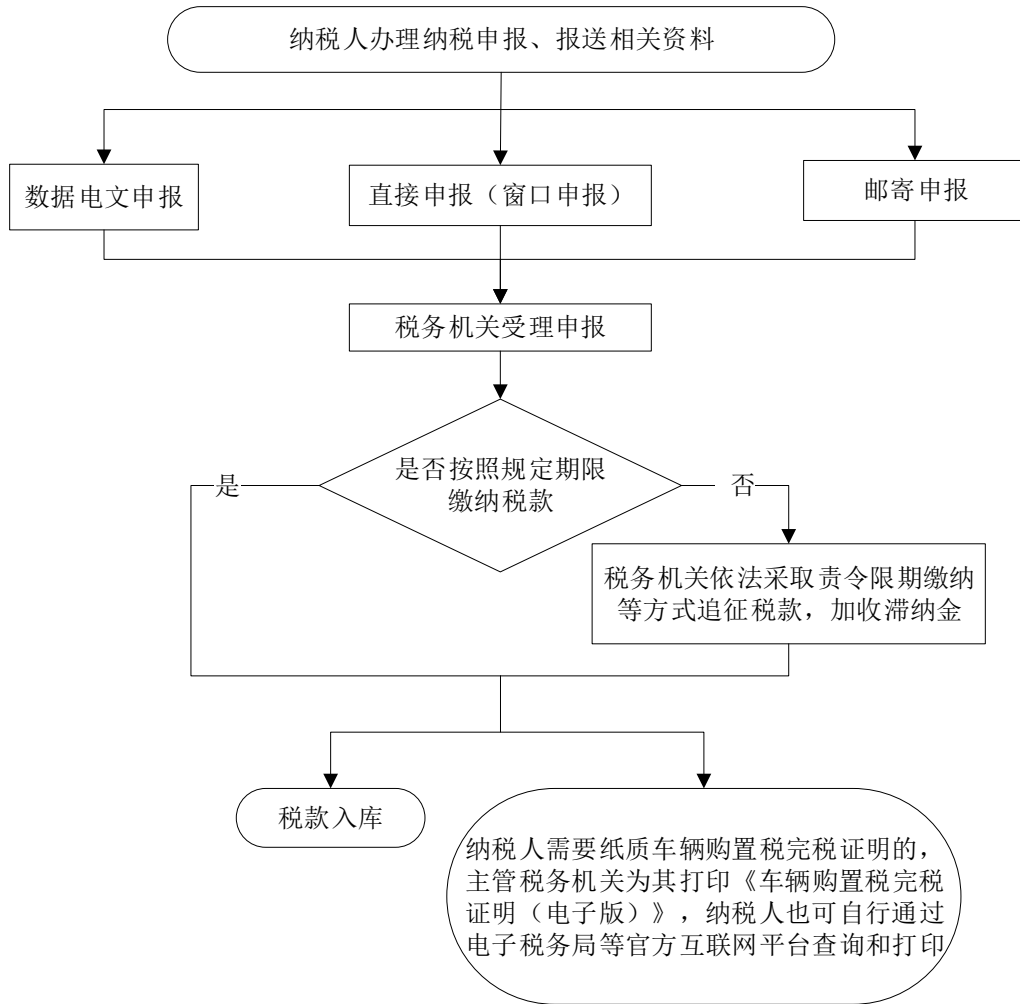 纳税人办理纳税申报、报送相关资料
数据电文申报
直接申报（窗口申报）
邮寄申报
税务机关受理申报
是否按照规定期限
缴纳税款
是
否
税务机关依法采取责令限期缴纳
等方式追征税款，加收滞纳金
税款入库
纳税人需要纸质车辆购置税完税证明的，
主管税务机关为其打印《车辆购置税完税
证明（电子版）》，纳税人也可自行通过
电子税务局等官方互联网平台查询和打印